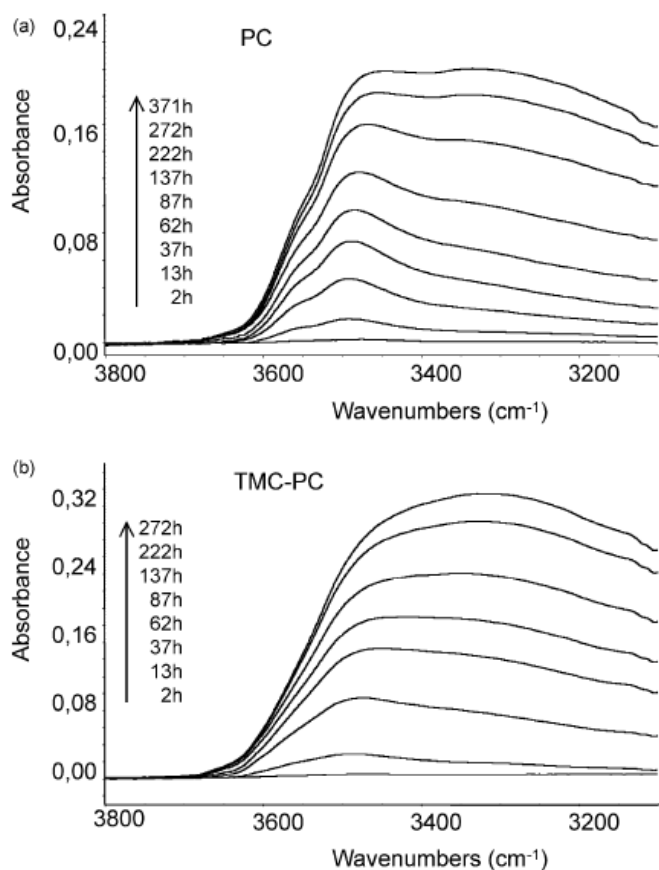 (a)
PC
0,24
0,16
0,08
0,00
Absorbance
371h
272h
222h
137h
87h
62h
37h
13h
2h
3800 3600 3400 3200
Wavenumbers (cm⁻¹)
(b)
TMC-PC
0,32
0,24
0,16
0,08
0,00
Absorbance
272h
222h
137h
87h
62h
37h
13h
2h
3800 3600 3400 3200
Wavenumbers (cm⁻¹)